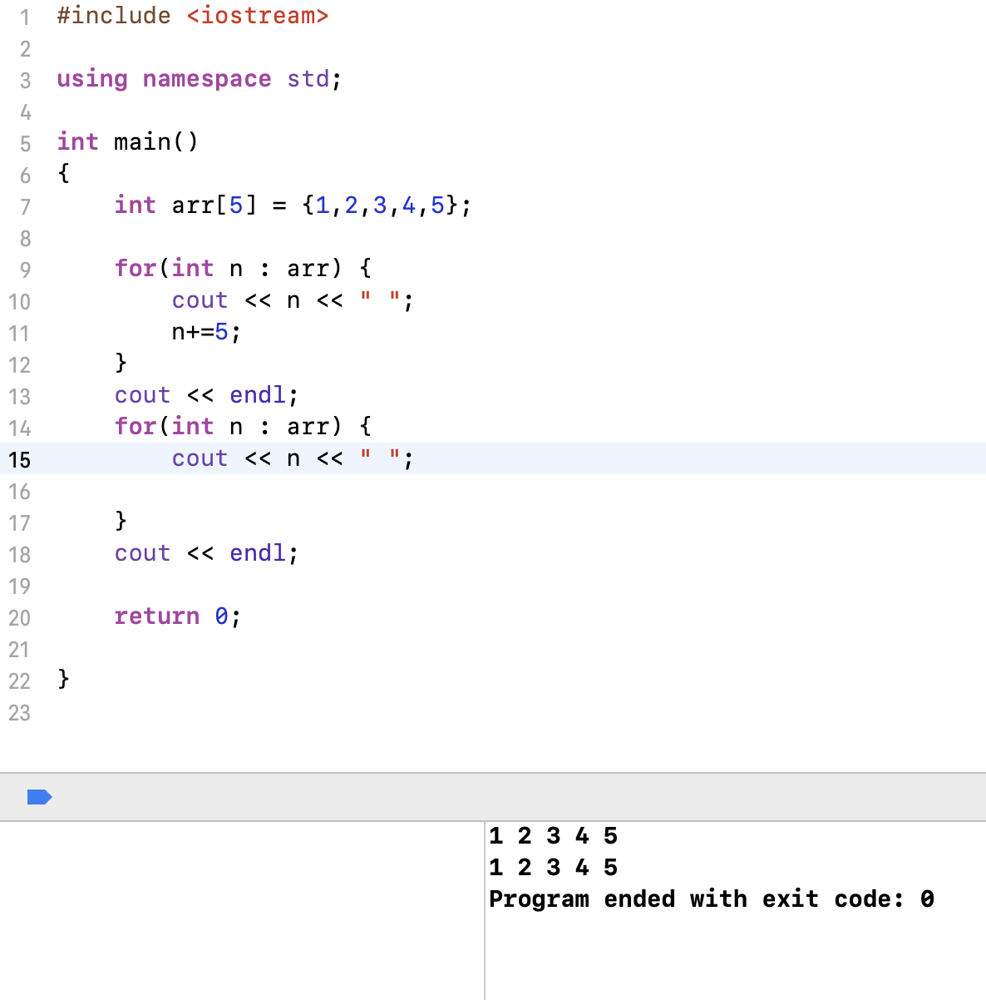 1 #include <iostream>
2
3 using namespace std;
4
5 int main()
6 {
7     int arr[5] = {1,2,3,4,5};
8
9     for(int n : arr) {
10         cout << n << " ";
11         n+=5;
12     }
13     cout << endl;
14     for(int n : arr) {
15         cout << n << " ";
16
17     }
18     cout << endl;
19
20     return 0;
21
22 }
23
1 2 3 4 5
1 2 3 4 5
Program ended with exit code: 0